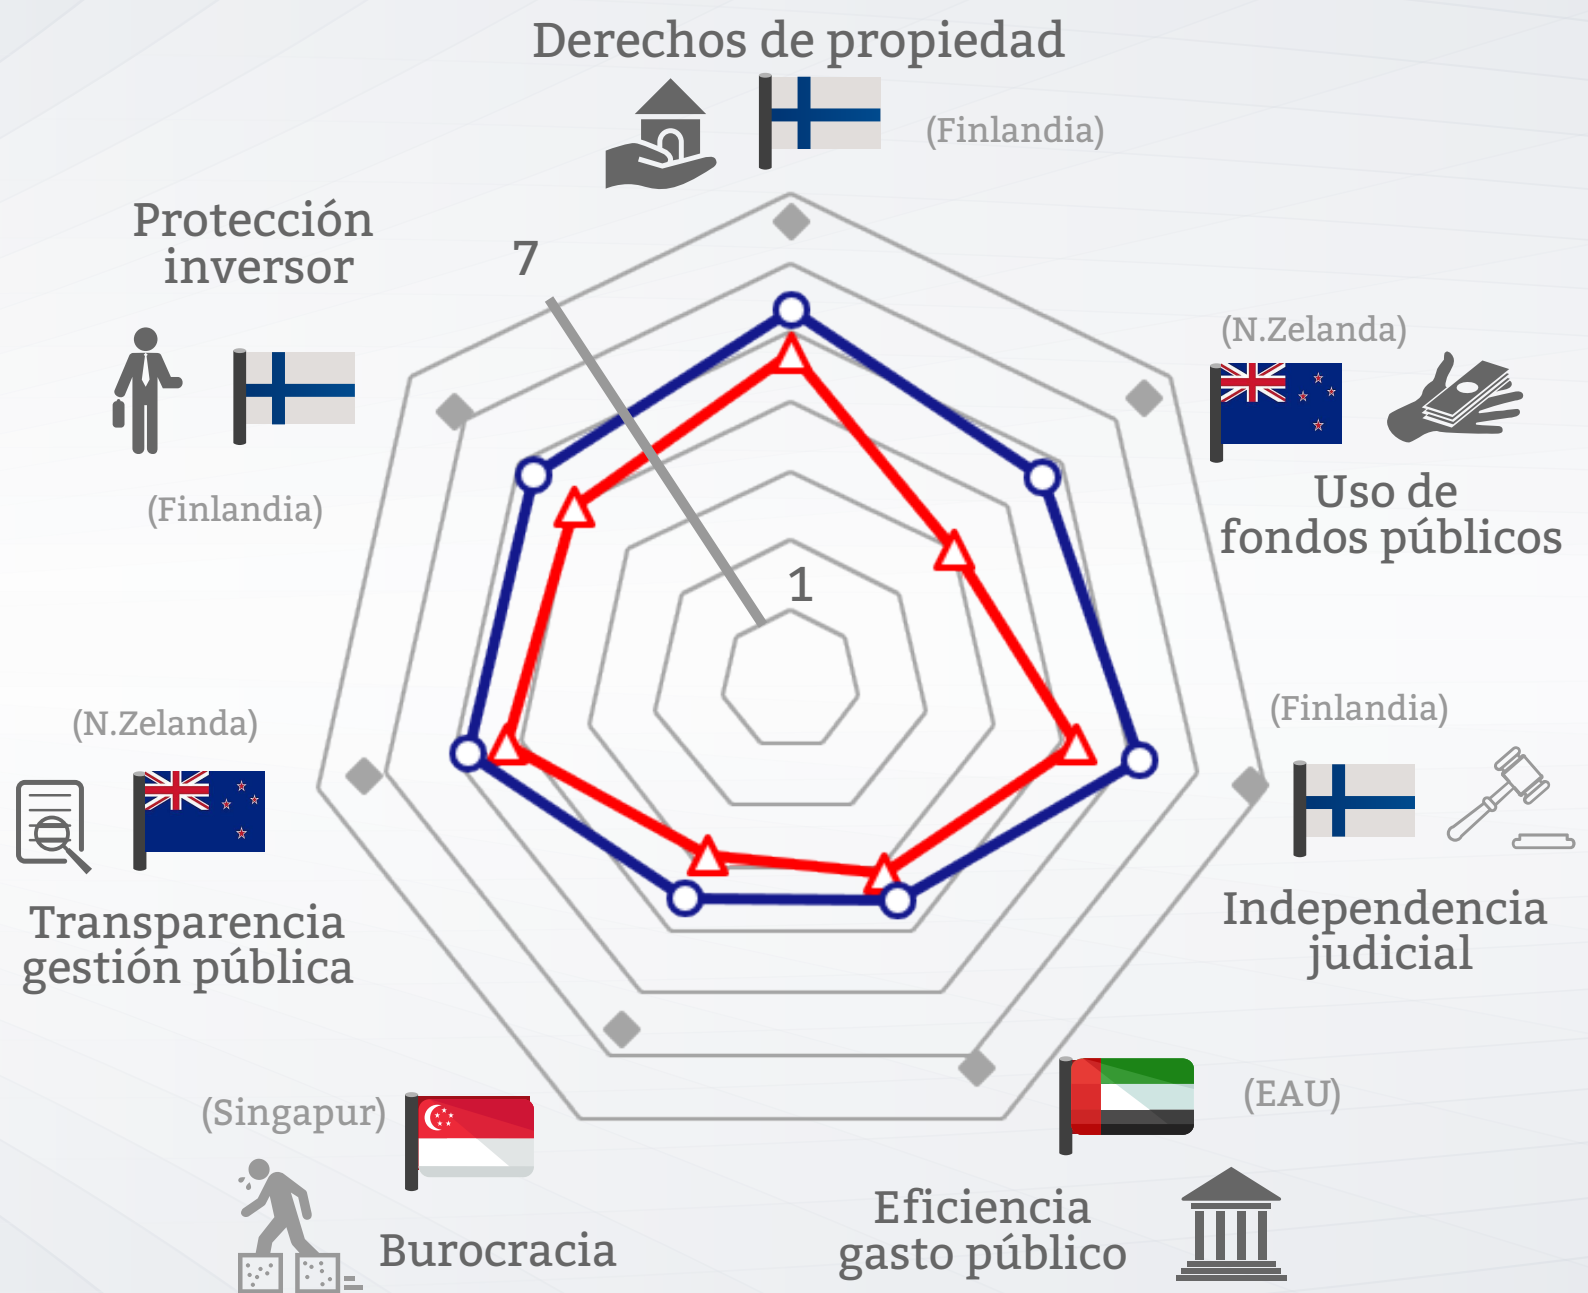 Derechos de propiedad
(Finlandia)
Protección
inversor
(Finlandia)
7
1
(N.Zelanda)
Uso de
fondos públicos
(Finlandia)
Independencia
judicial
(N.Zelanda)
Transparencia
gestión pública
(Singapur)
Burocracia
(EAU)
Eficiencia
gasto público